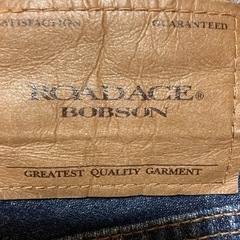 SATISFACTION GUARANTEED
ROADACE®
BOBSON
GREATEST QUALITY GARMENT